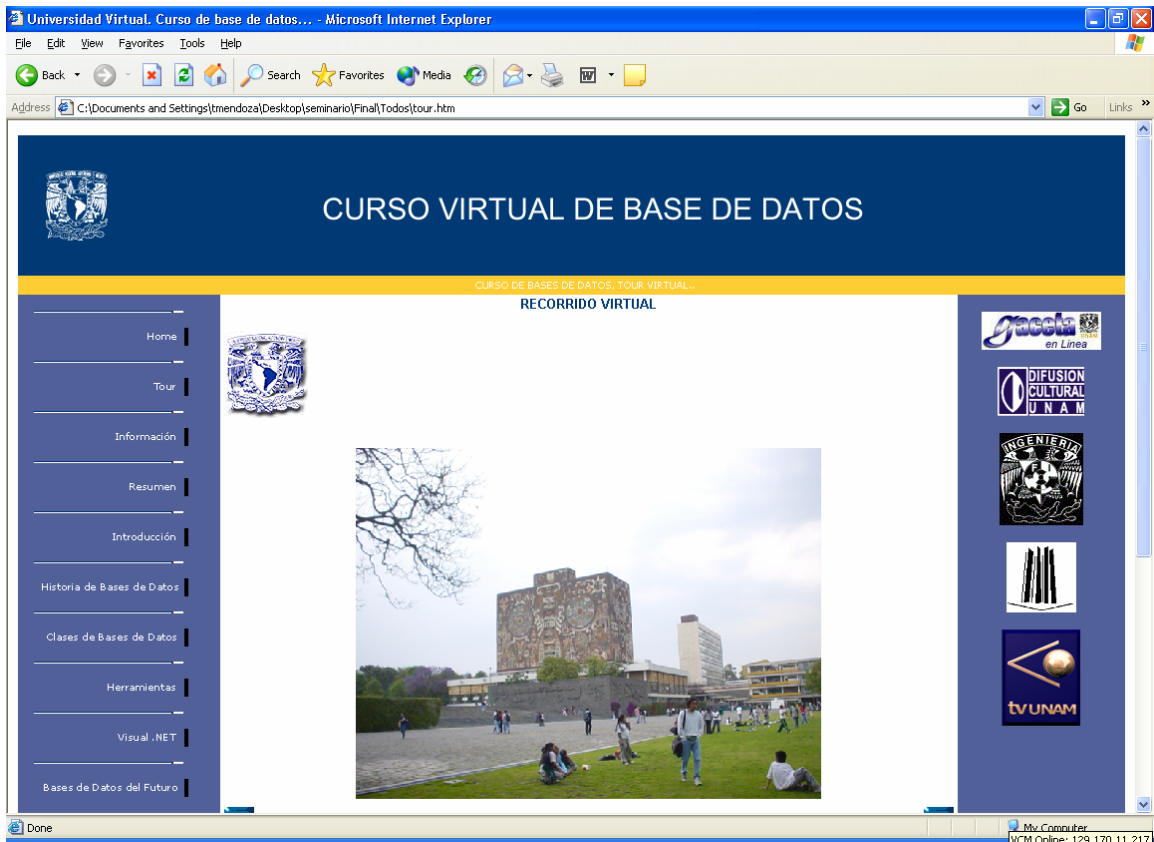 Universidad Virtual. Curso de base de datos... - Microsoft Internet Explorer
File Edit View Favorites Tools Help
Back Search Favorites Media
Address C:\Documents and Settings\tmendoza\Desktop\seminario\Final\Todos\tour.htm Go Links »
CURSO VIRTUAL DE BASE DE DATOS
CURSO DE BASES DE DATOS, TOUR VIRTUAL..
RECORRIDO VIRTUAL
Home
Tour
Información
Resumen
Introducción
Historia de Bases de Datos
Clases de Bases de Datos
Herramientas
Visual .NET
Bases de Datos del Futuro
gaceta
UNAM
en Línea
DIFUSION
CULTURAL
UNAM
INGENIERIA
tvUNAM
Done
My Computer
VCM Online: 129.170.11.217